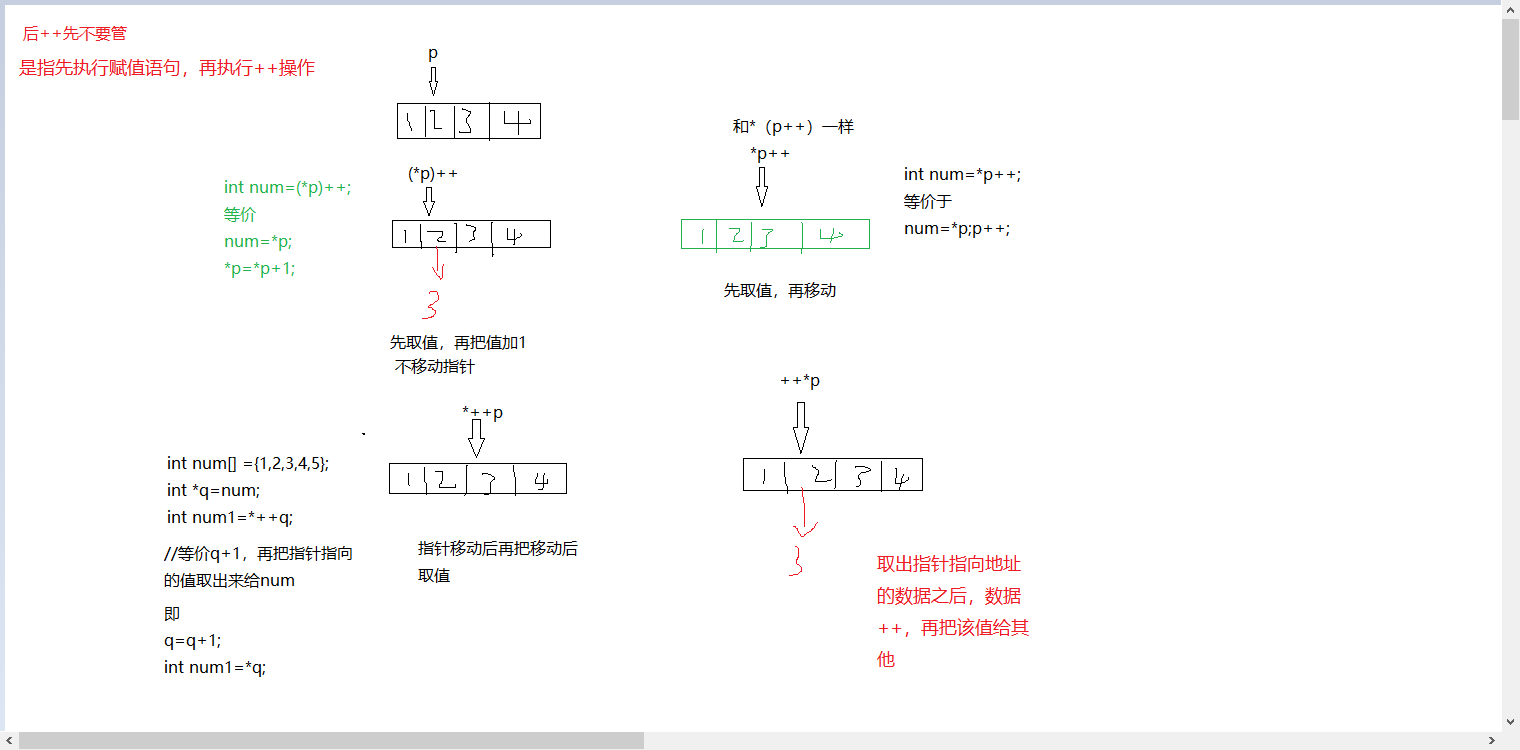 后++先不要管
是指先执行赋值语句，再执行++操作
p
1 2 3 4
(*p)++
int num=(*p)++;
等价
num=*p;
*p=*p+1;
1 2 3 4
3
先取值，再把值加1
不移动指针
和*（p++）一样
*p++
1 2 3 4
先取值，再移动
int num=*p++;
等价于
num=*p;p++;
*++p
1 2 3 4
指针移动后再把移动后
取值
int num[] ={1,2,3,4,5};
int *q=num;
int num1=*++q;
//等价q+1，再把指针指向
的值取出来给num
即
q=q+1;
int num1=*q;
++*p
1 2 3 4
3
取出指针指向地址
的数据之后，数据
++，再把该值给其
他